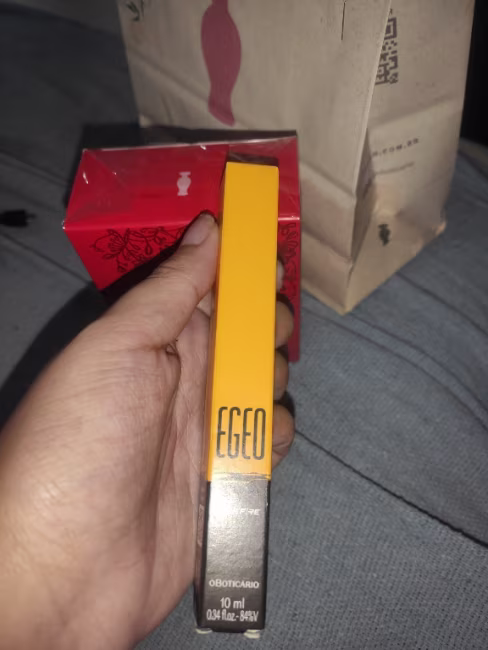 EGEO
oBOTICÁRIO
10 ml
0.34 fl.oz.- 84%V